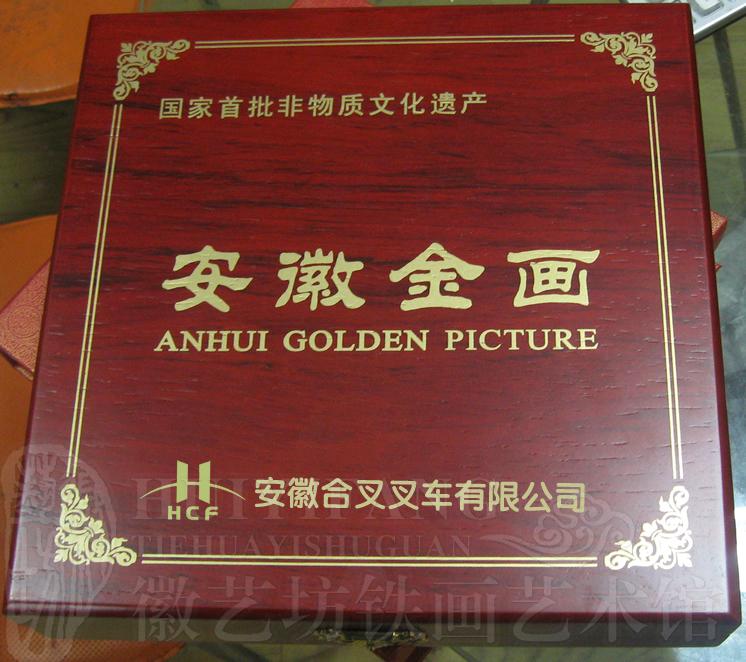 国家首批非物质文化遗产
安徽金画
ANHUI GOLDEN PICTURE
HCF 安徽合叉叉车有限公司
TIEHUAYISHUGUAN
徽艺坊铁画艺术馆